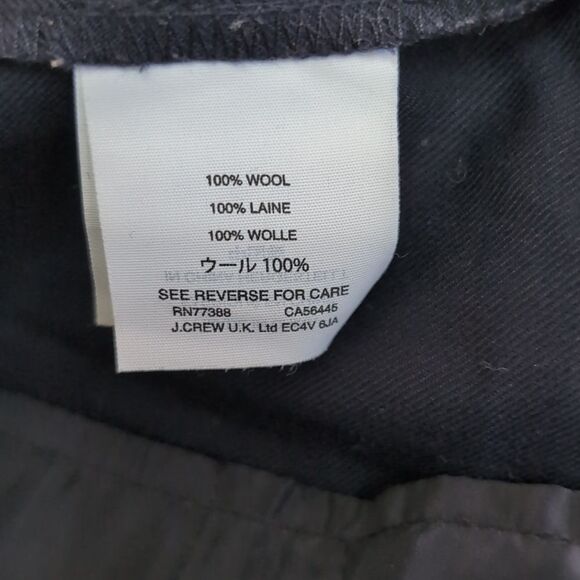 100% WOOL
100% LAINE
100% WOLLE
ウール 100%
SEE REVERSE FOR CARE
RN77388 CA56445
J.CREW U.K. Ltd EC4V 6JA